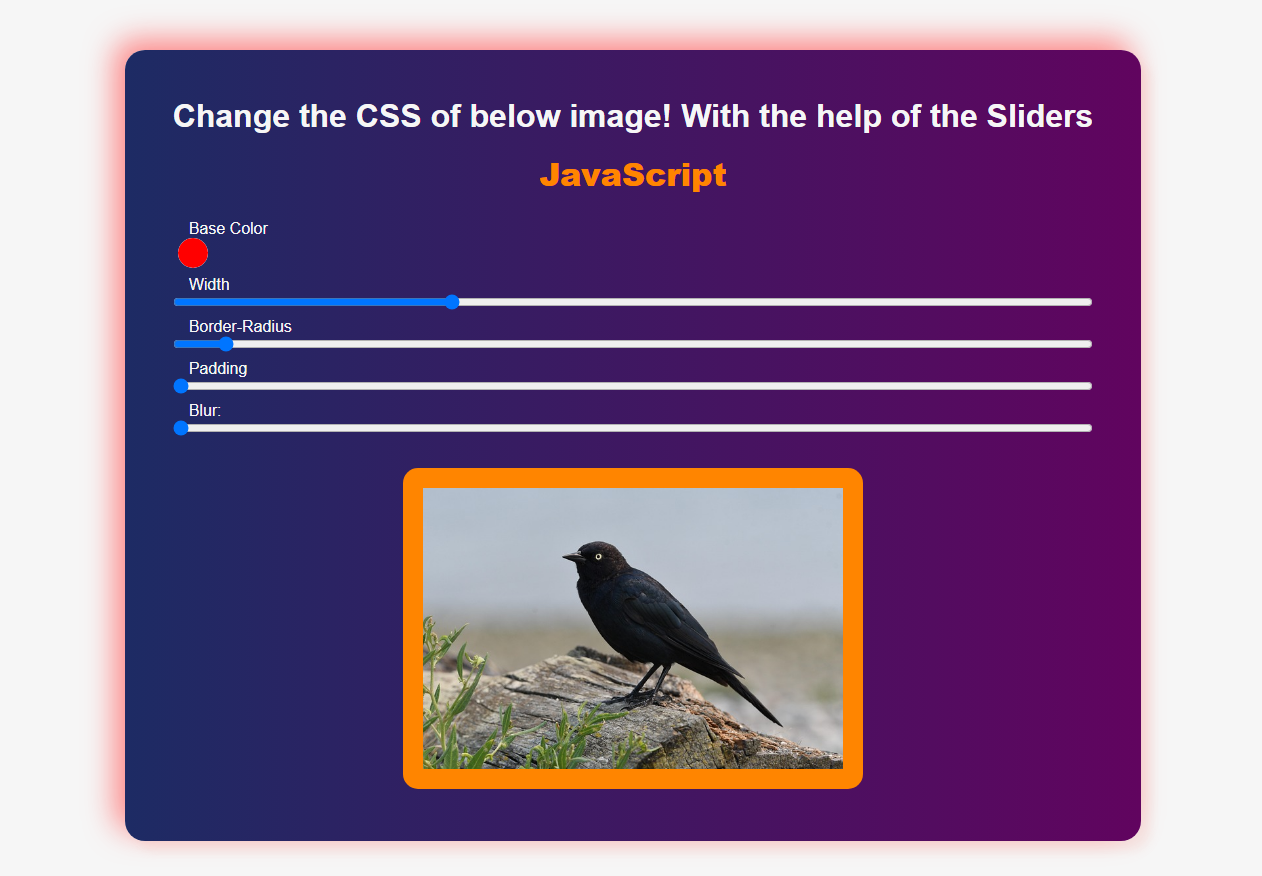 Change the CSS of below image! With the help of the Sliders
JavaScript
Base Color
Width
Border-Radius
Padding
Blur: